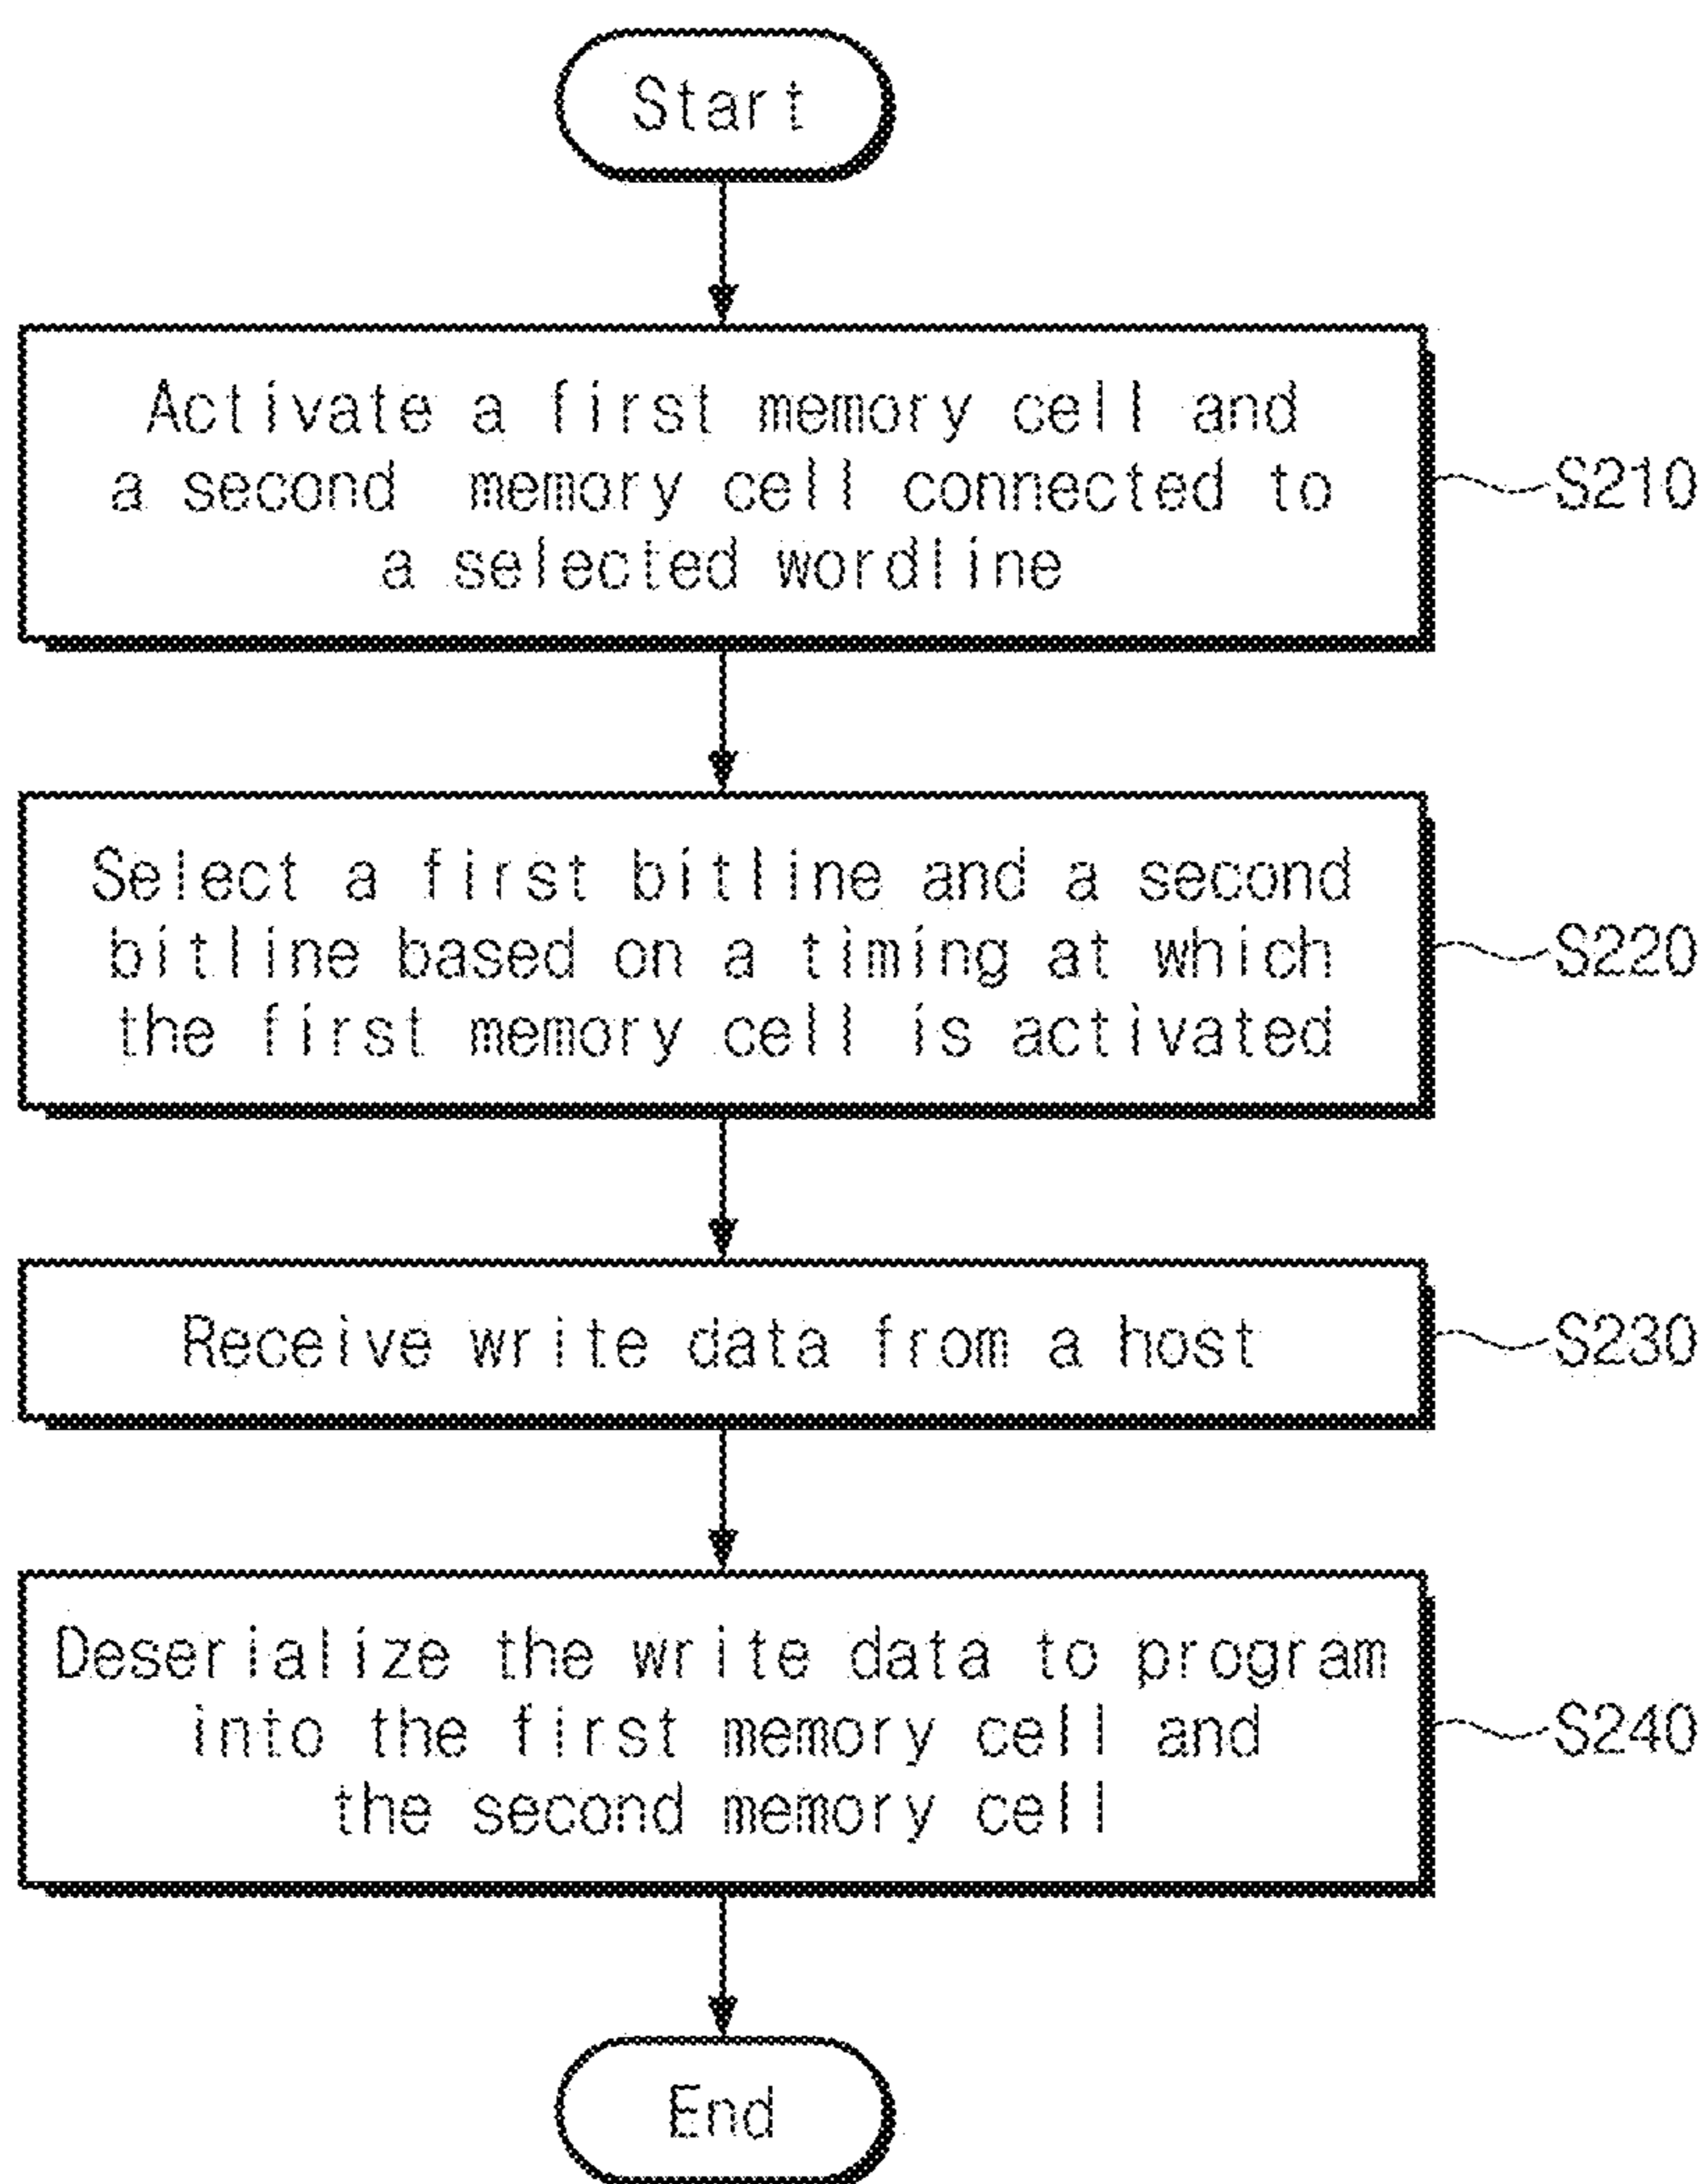 Start
Activate a first memory cell and
a second memory cell connected to
a selected wordline
S210
Select a first bitline and a second
bitline based on a timing at which
the first memory cell is activated
S220
Receive write data from a host
S230
Deserialize the write data to program
into the first memory cell and
the second memory cell
S240
End